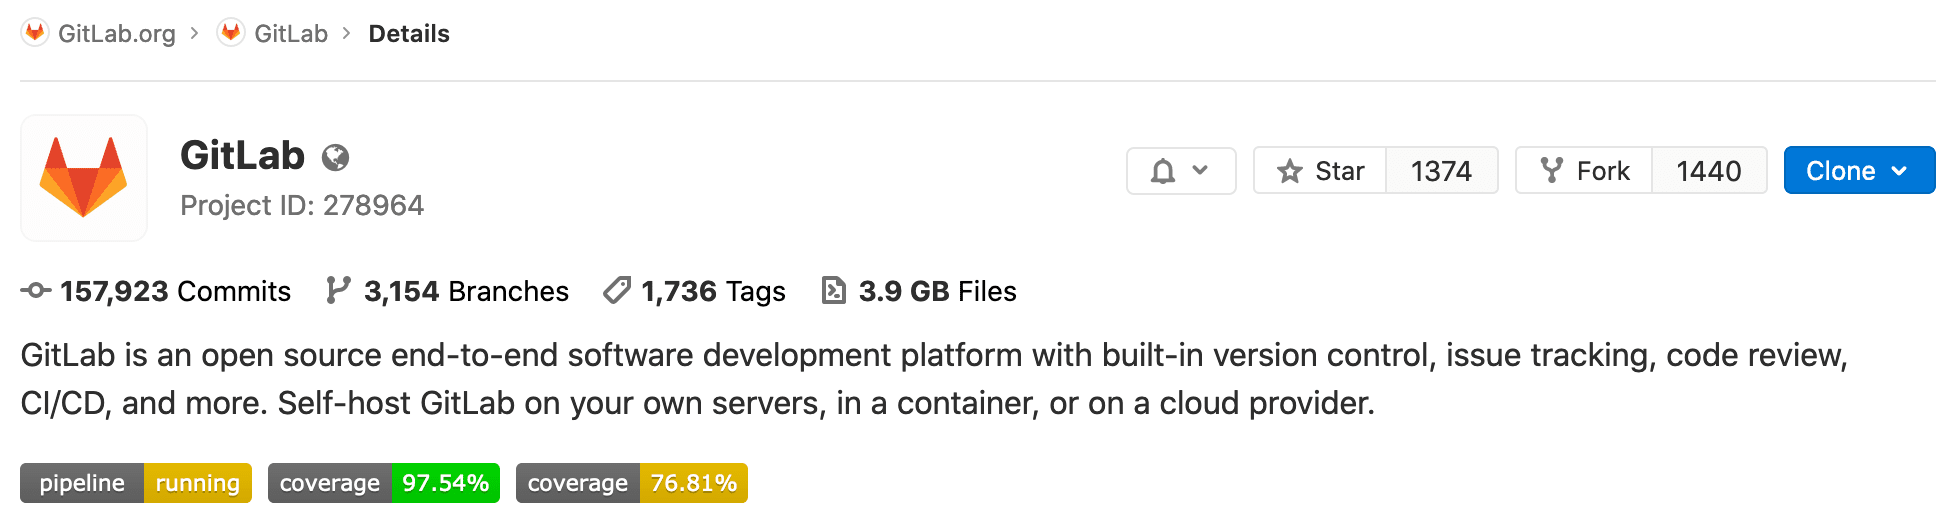 GitLab.org > GitLab > Details
GitLab
Project ID: 278964
Star 1374 Fork 1440 Clone
157,923 Commits 3,154 Branches 1,736 Tags 3.9 GB Files
GitLab is an open source end-to-end software development platform with built-in version control, issue tracking, code review,
CI/CD, and more. Self-host GitLab on your own servers, in a container, or on a cloud provider.
pipeline running coverage 97.54% coverage 76.81%